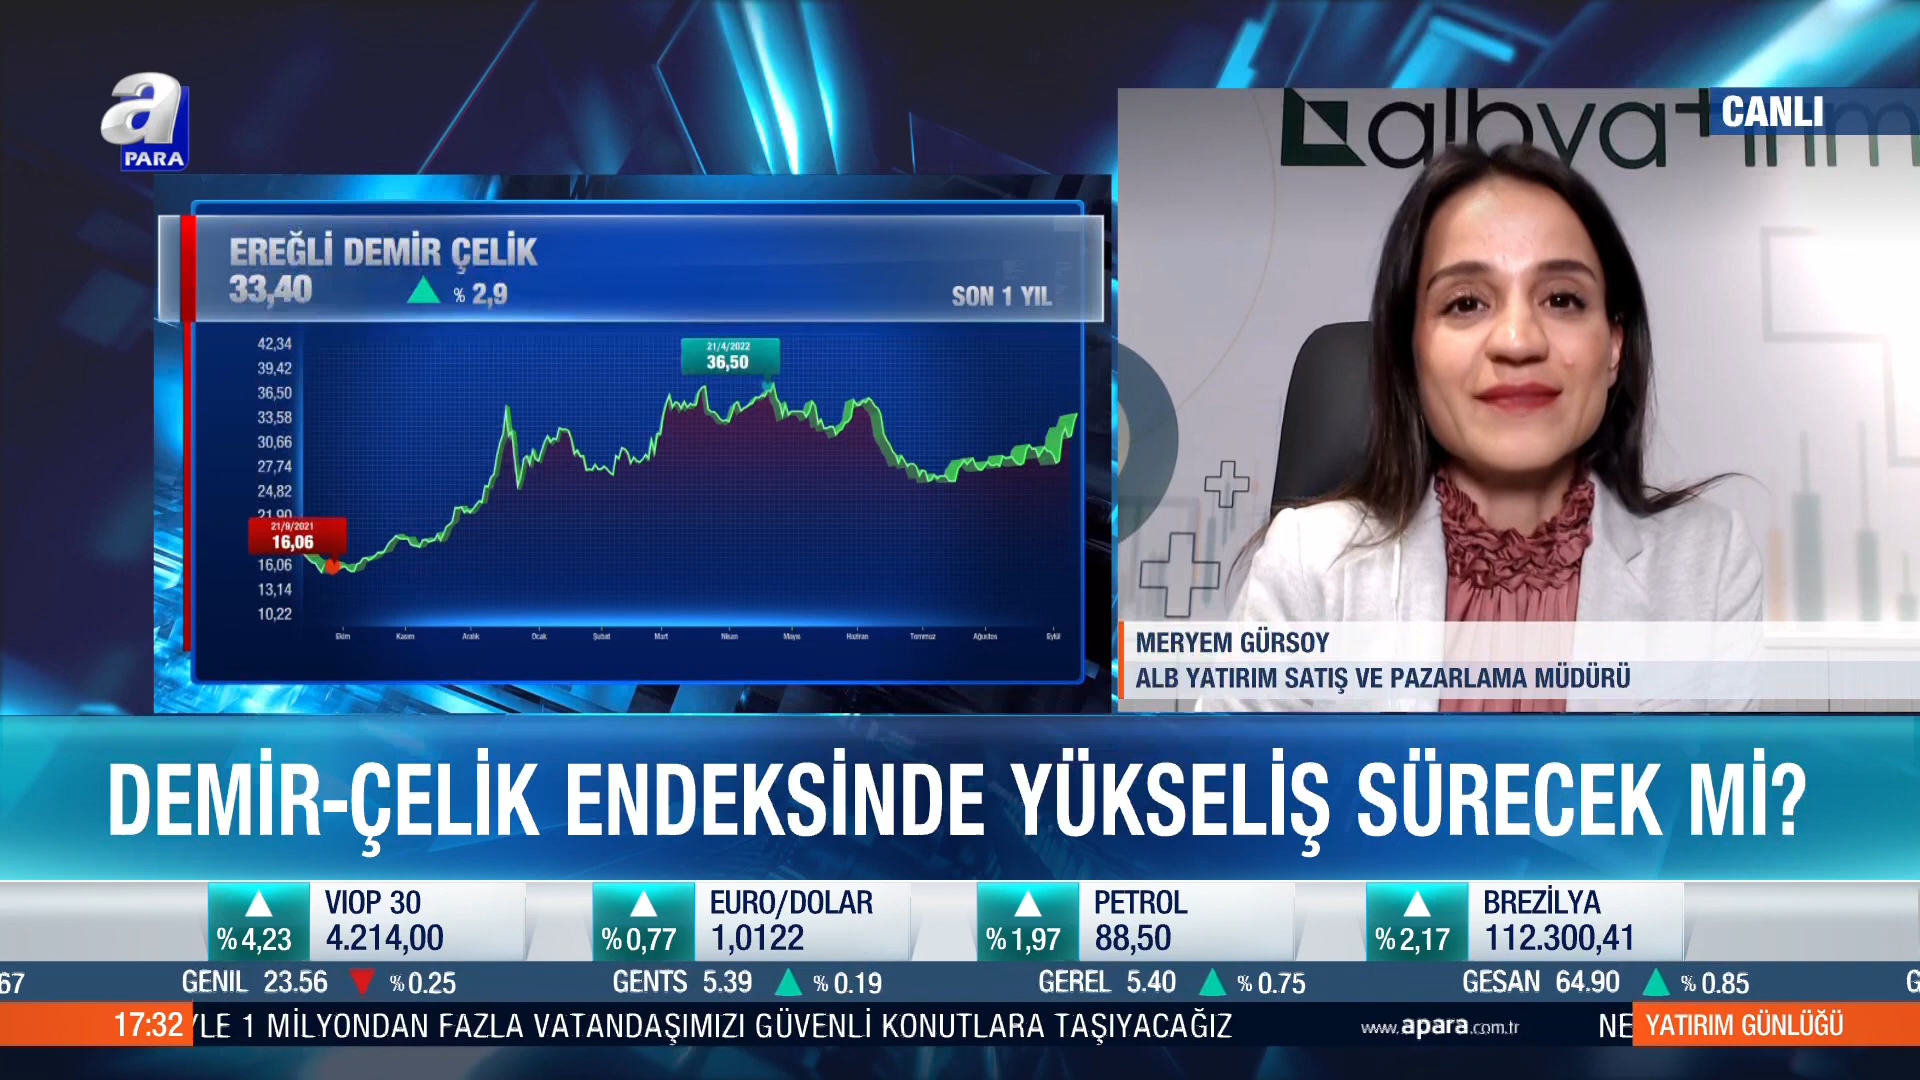 a
PARA
EREĞLİ DEMİR ÇELİK
33,40
% 2,9
SON 1 YIL
42,34
39,42
36,50
33,58
30,66
27,74
24,82
21,90
16,06
13,14
10,22
21/4/2022
36,50
21/9/2021
16,06
Ekim
Kasım
Aralık
Ocak
Şubat
Mart
Nisan
Mayıs
Haziran
Temmuz
Ağustos
Eylül
albyatırım
CANLI
MERYEM GÜRSOY
ALB YATIRIM SATIŞ VE PAZARLAMA MÜDÜRÜ
DEMİR-ÇELİK ENDEKSİNDE YÜKSELİŞ SÜRECEK Mİ?
%4,23 VIOP 30 4.214,00
%0,77 EURO/DOLAR 1,0122
%1,97 PETROL 88,50
%2,17 BREZİLYA 112.300,41
67 GENIL 23.56 %0.25 GENTS 5.39 %0.19 GEREL 5.40 %0.75 GESAN 64.90 %0.85 G
17:32 YLE 1 MİLYONDAN FAZLA VATANDAŞIMIZI GÜVENLİ KONUTLARA TAŞIYACAĞIZ www.apara.com.tr NE YATIRIM GÜNLÜĞÜ